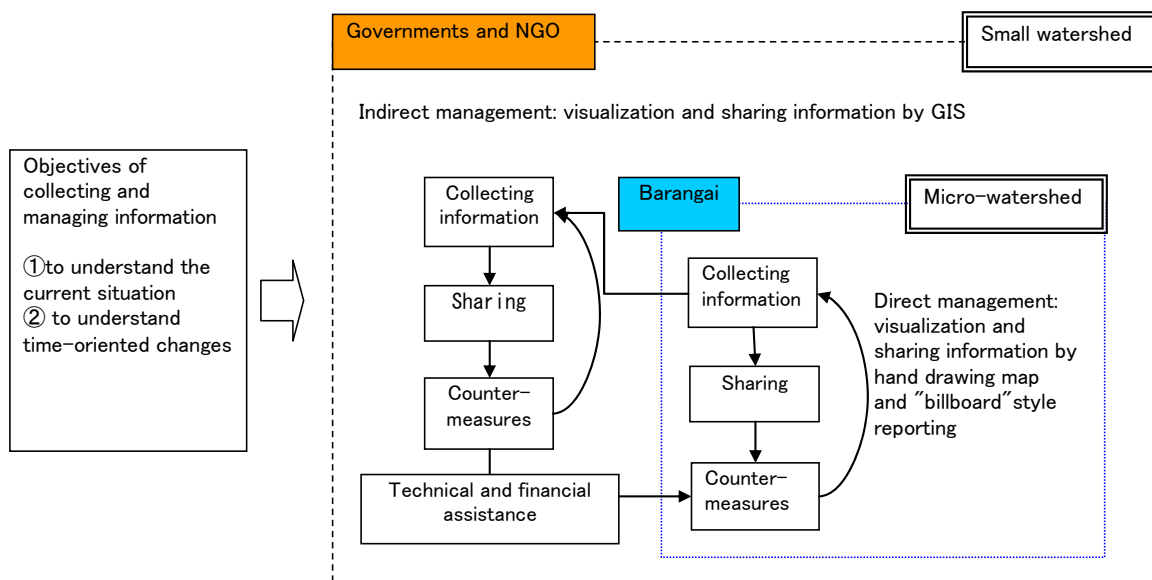 Governments and NGO
Small watershed
Indirect management: visualization and sharing information by GIS
Objectives of
collecting and
managing information
①to understand the
current situation
② to understand
time-oriented changes
Collecting
information
Sharing
Counter-
measures
Technical and financial
assistance
Barangai
Micro-watershed
Collecting
information
Sharing
Counter-
measures
Direct management:
visualization and
sharing information by
hand drawing map
and "billboard"style
reporting